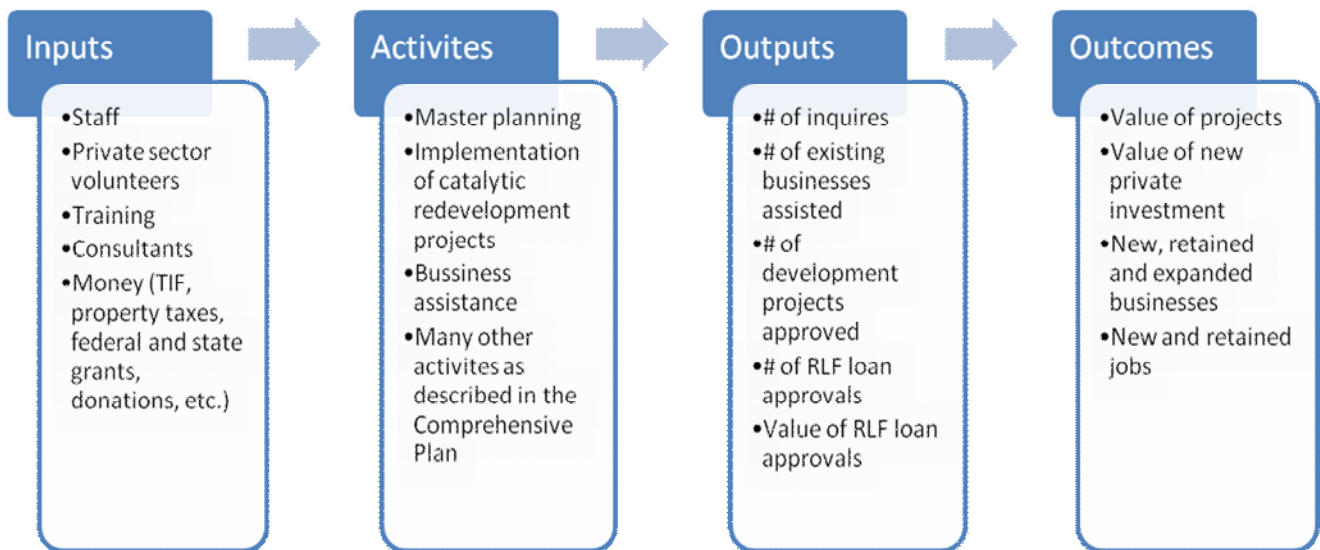 Inputs
•Staff
•Private sector
volunteers
•Training
•Consultants
•Money (TIF,
property taxes,
federal and state
grants,
donations, etc.)
Activites
•Master planning
•Implementation
of catalytic
redevelopment
projects
•Bussiness
assistance
•Many other
activites as
described in the
Comprehensive
Plan
Outputs
•# of inquires
•# of existing
businesses
assisted
•# of
development
projects
approved
•# of RLF loan
approvals
•Value of RLF loan
approvals
Outcomes
•Value of projects
•Value of new
private
investment
•New, retained
and expanded
businesses
•New and retained
jobs